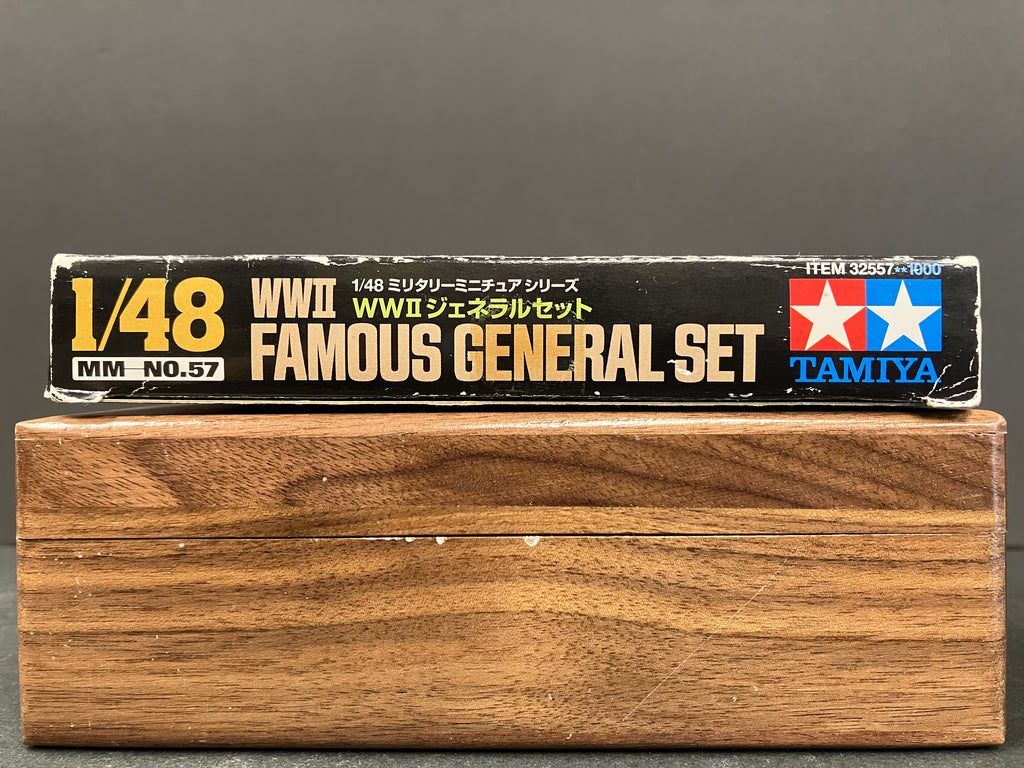 1/48
MM NO.57
WWII
1/48 ミリタリーミニチュアシリーズ
WWII ジェネラルセット
FAMOUS GENERAL SET
ITEM 32557**1000
TAMIYA